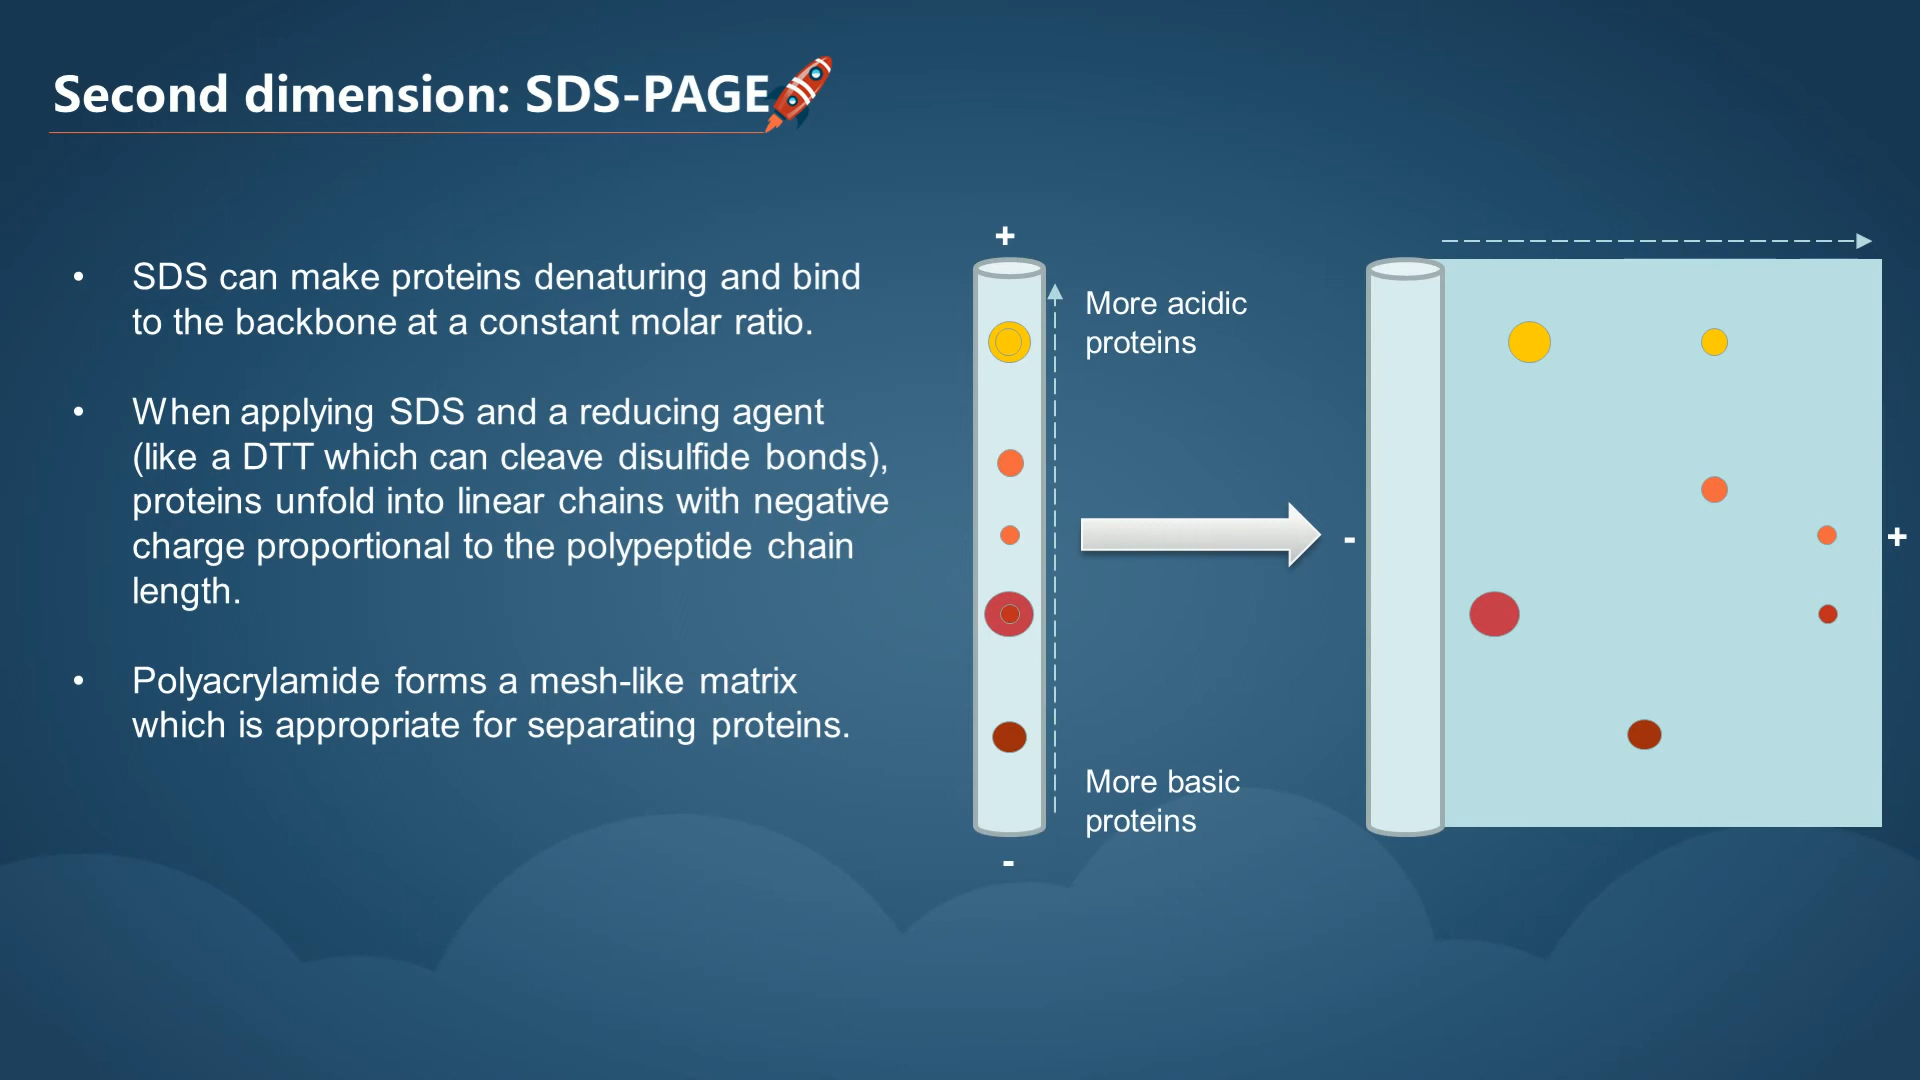 Second dimension: SDS-PAGE
• SDS can make proteins denaturing and bind
to the backbone at a constant molar ratio.
• When applying SDS and a reducing agent
(like a DTT which can cleave disulfide bonds),
proteins unfold into linear chains with negative
charge proportional to the polypeptide chain
length.
• Polyacrylamide forms a mesh-like matrix
which is appropriate for separating proteins.
+
More acidic
proteins
More basic
proteins
-
-
+